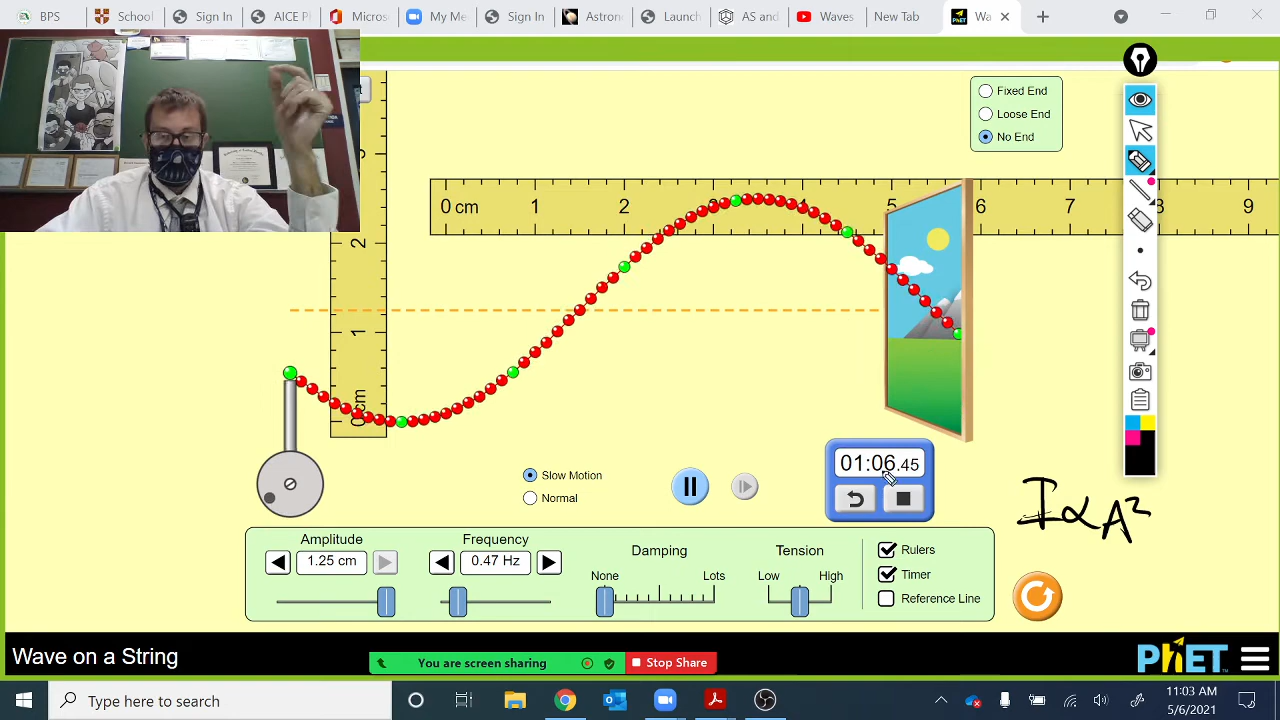 BPS
Scho
Sign In
AICE Pl
Micros
My Me
Sign In
Astron
Laun
AS and
Waves
New Tab
Wa
Fixed End
Loose End
No End
0 cm 1 2 3 4 5 6 7 8 9
2
1
0 cm
01:06.45
Slow Motion
Normal
I∝A²
Amplitude
1.25 cm
Frequency
0.47 Hz
Damping
None
Lots
Tension
Low
High
Rulers
Timer
Reference Line
Wave on a String
PhET
You are screen sharing
Stop Share
Type here to search
11:03 AM
5/6/2021